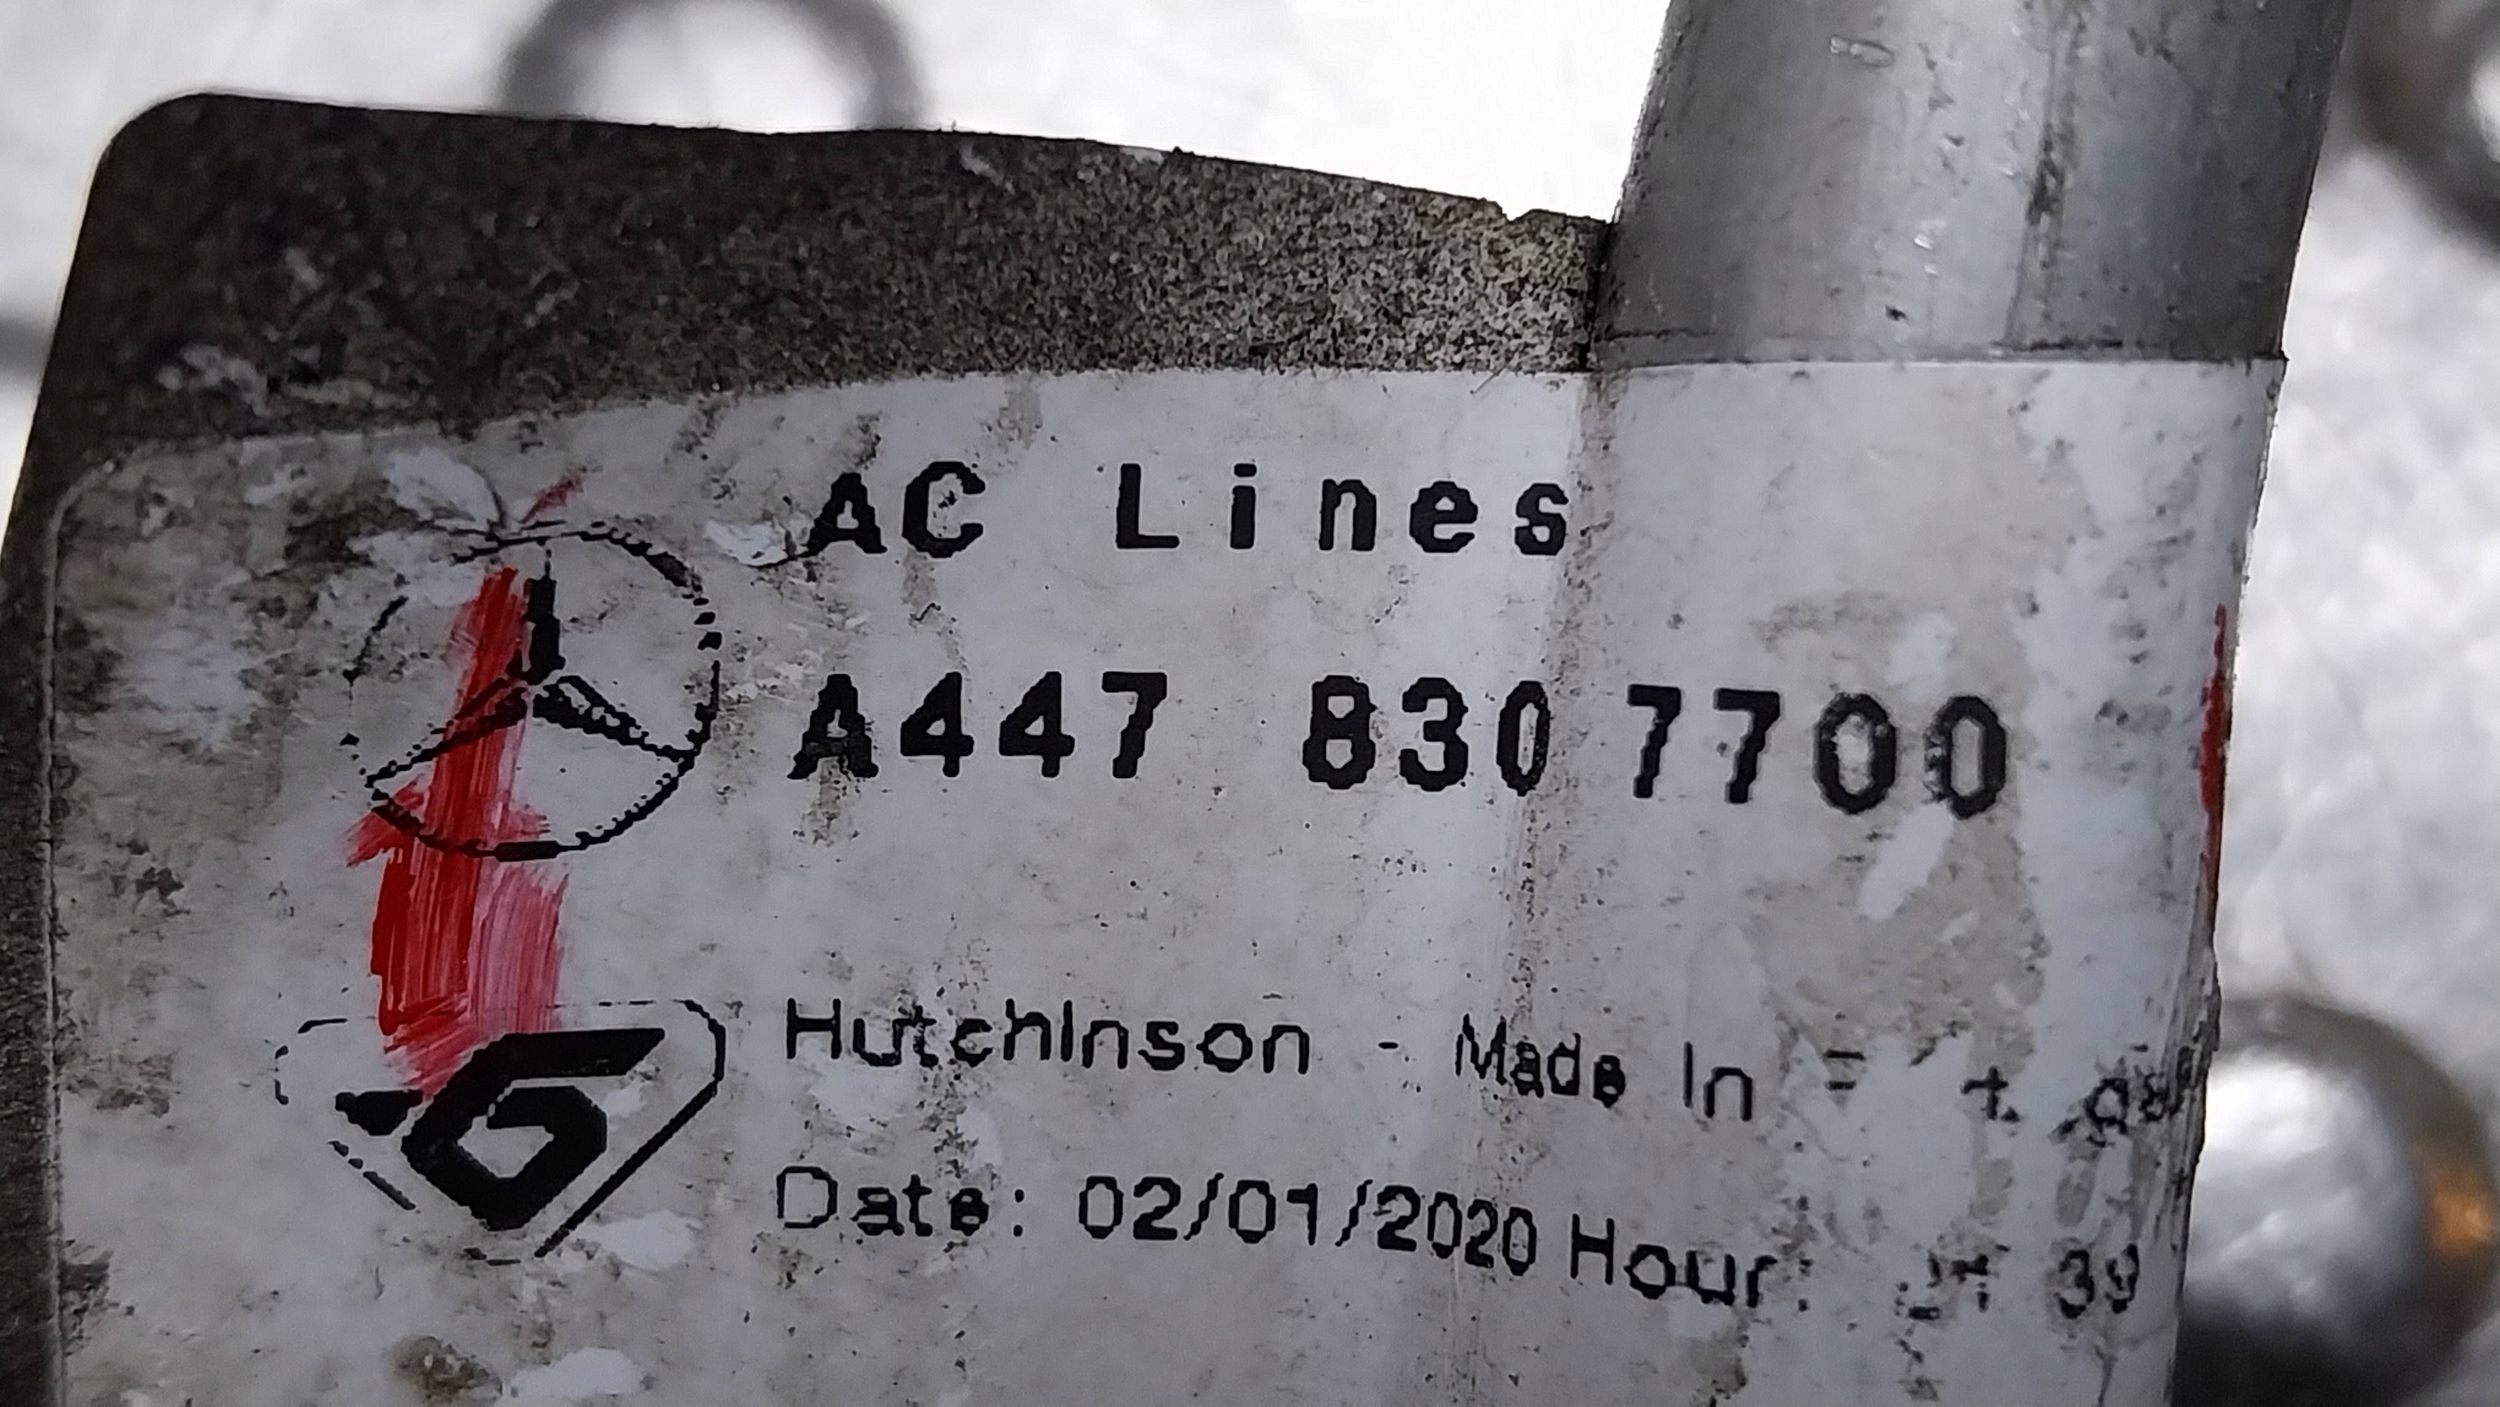 AC Lines
A447 830 7700
Hutchinson - Made In
Date: 02/01/2020 Hour: